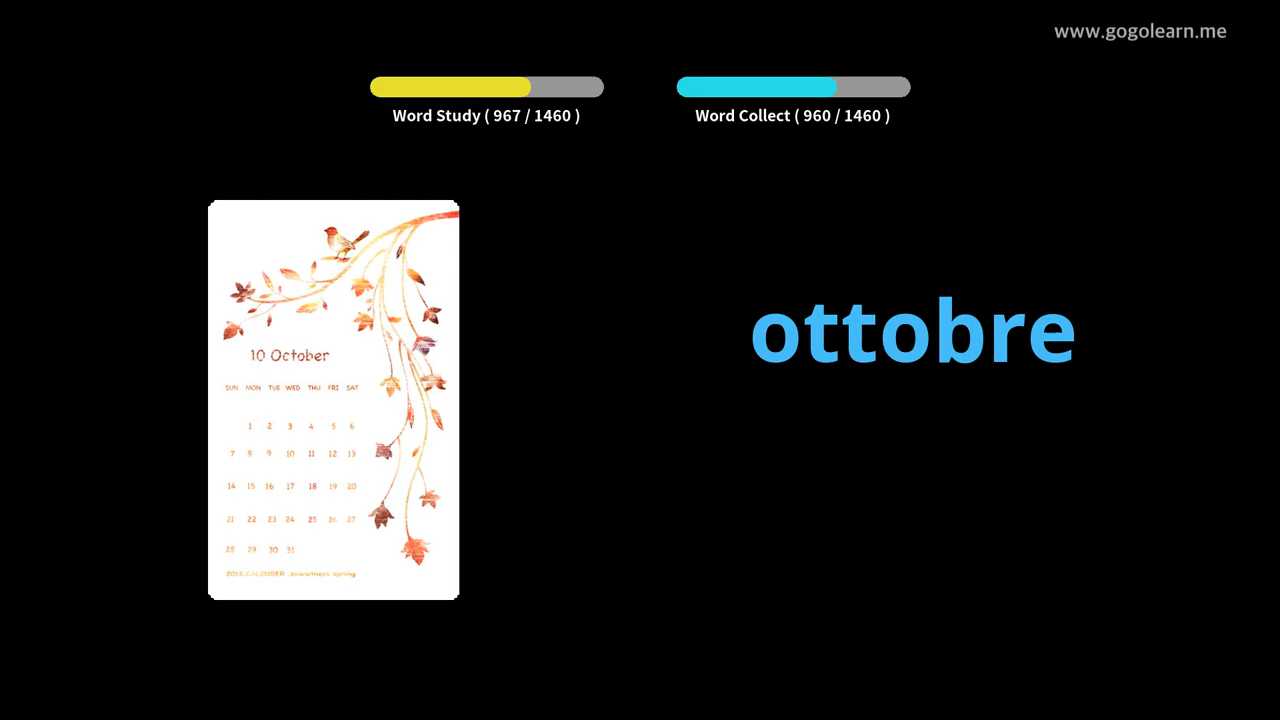 www.gogolearn.me
Word Study ( 967 / 1460 )
Word Collect ( 960 / 1460 )
ottobre
10 October
SUN MON TUE WED THU FRI SAT
1 2 3 4 5 6
7 8 9 10 11 12 13
14 15 16 17 18 19 20
21 22 23 24 25 26 27
28 29 30 31
2012.CALENDER spring